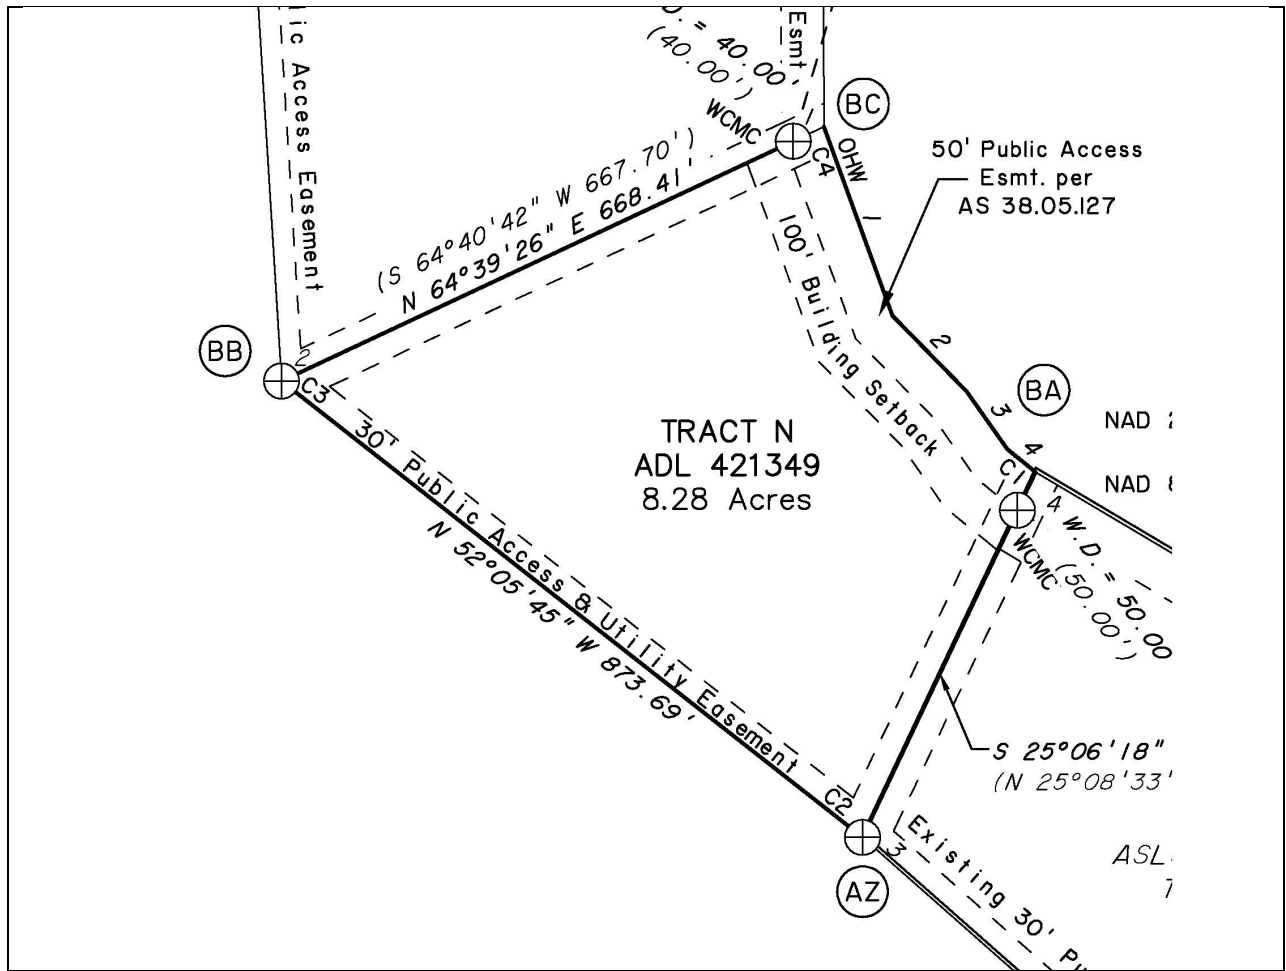 lic Access Easement
D. = 40.00'
(40.00')
Esmt
WCMC
BC
C4
OHW
50' Public Access
Esmt. per
AS 38.05.127
1
(S 64°40'42" W 667.70')
N 64°39'26" E 668.41'
100' Building Setback
2
BB
2
C3
3
BA
4
NAD
NAD
TRACT N
ADL 421349
8.28 Acres
C1
4
W.D. = 50.00
(50.00')
WCMC
30' Public Access & Utility Easement
N 52°05'45" W 873.69'
S 25°06'18"
(N 25°08'33'
C2
3
AZ
Existing 30' Pu
ASL